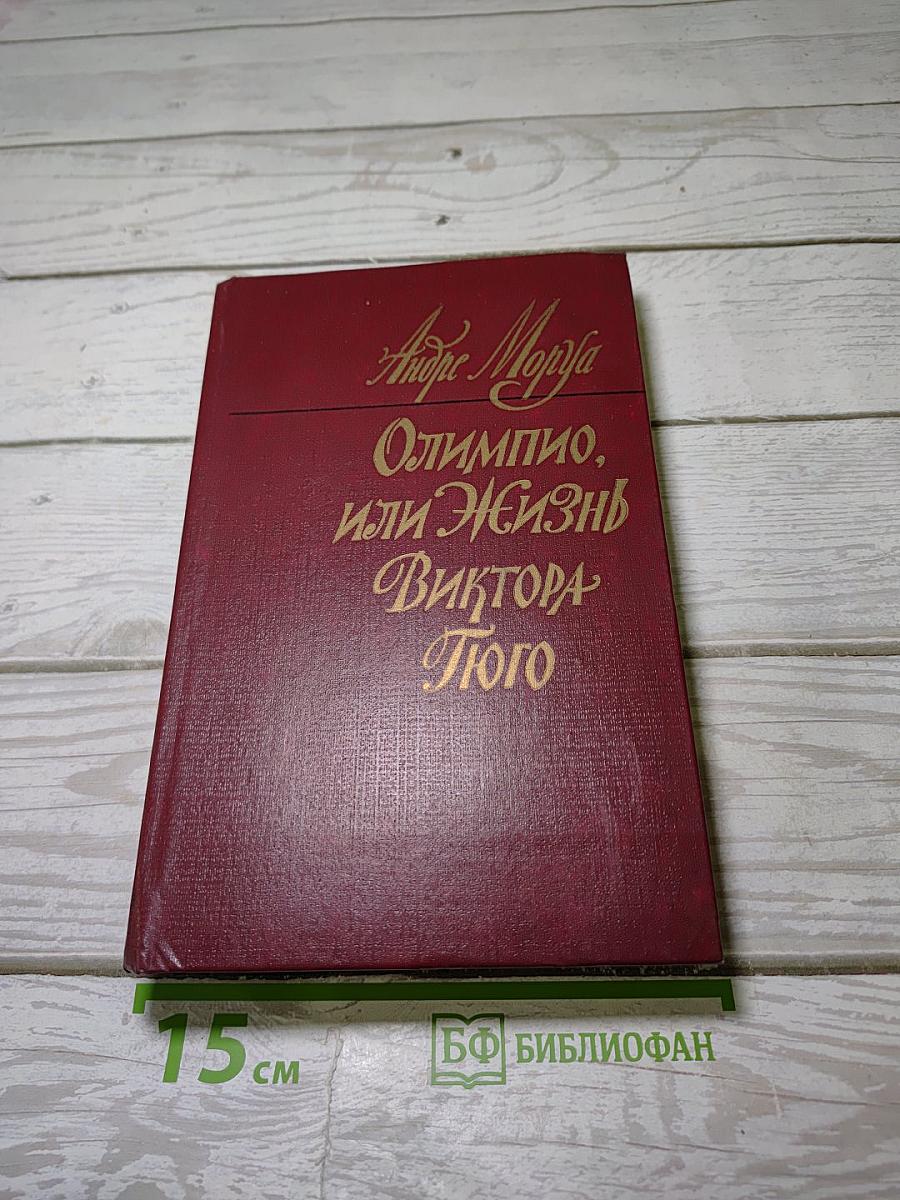 Андре Моруа
Олимпио,
или Жизнь
Виктора
Гюго
15 см
БФ БИБЛИОФАН